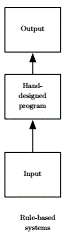 Output
Hand-
designed
program
Input
Rule-based
systems